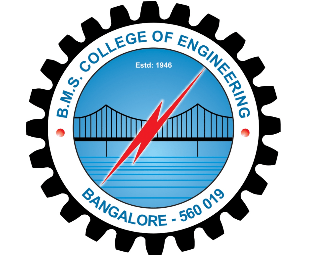 B.M.S. COLLEGE OF ENGINEERING
Estd: 1946
BANGALORE - 560 019